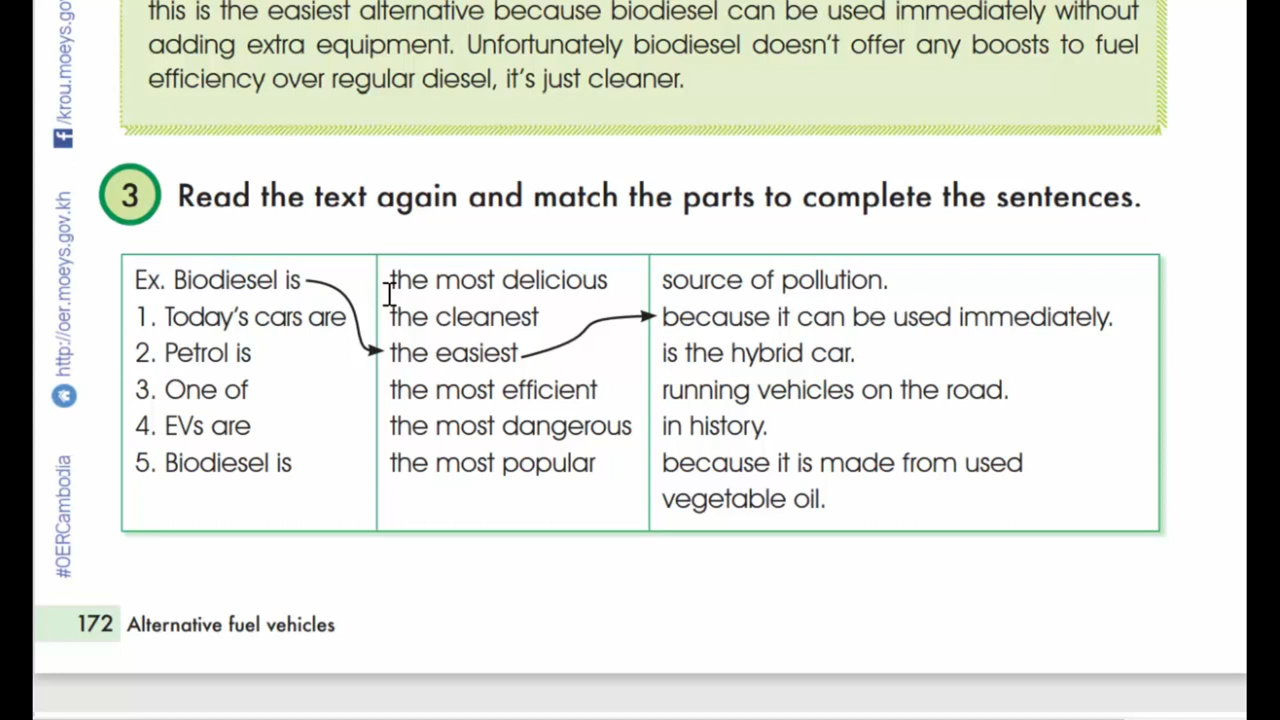 this is the easiest alternative because biodiesel can be used immediately without
adding extra equipment. Unfortunately biodiesel doesn't offer any boosts to fuel
efficiency over regular diesel, it's just cleaner.
3 Read the text again and match the parts to complete the sentences.
Ex. Biodiesel is
1. Today's cars are
2. Petrol is
3. One of
4. EVs are
5. Biodiesel is
the most delicious
the cleanest
the easiest
the most efficient
the most dangerous
the most popular
source of pollution.
because it can be used immediately.
is the hybrid car.
running vehicles on the road.
in history.
because it is made from used
vegetable oil.
172 Alternative fuel vehicles
#OERCambodia
http://oer.moeys.gov.kh
f /krou.moeys.go